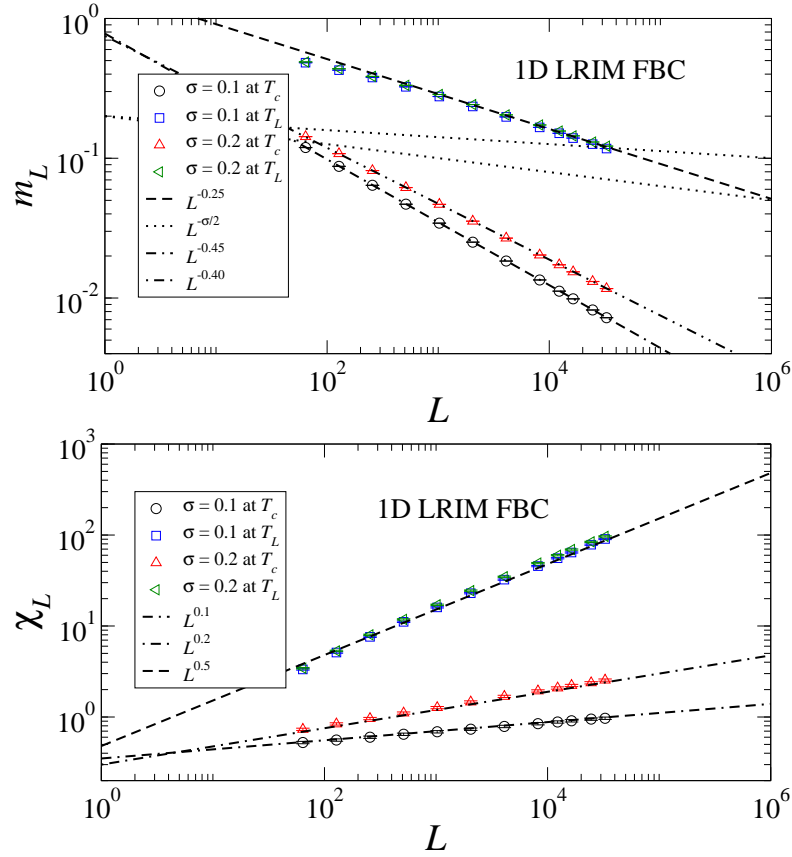 10^0
10^-1
10^-2
m_L
1D LRIM FBC
σ = 0.1 at T_c
σ = 0.1 at T_L
σ = 0.2 at T_c
σ = 0.2 at T_L
L^-0.25
L^-σ/2
L^-0.45
L^-0.40
10^0 10^2 10^4 10^6
L
10^3
10^2
10^1
10^0
χ_L
1D LRIM FBC
σ = 0.1 at T_c
σ = 0.1 at T_L
σ = 0.2 at T_c
σ = 0.2 at T_L
L^0.1
L^0.2
L^0.5
10^0 10^2 10^4 10^6
L